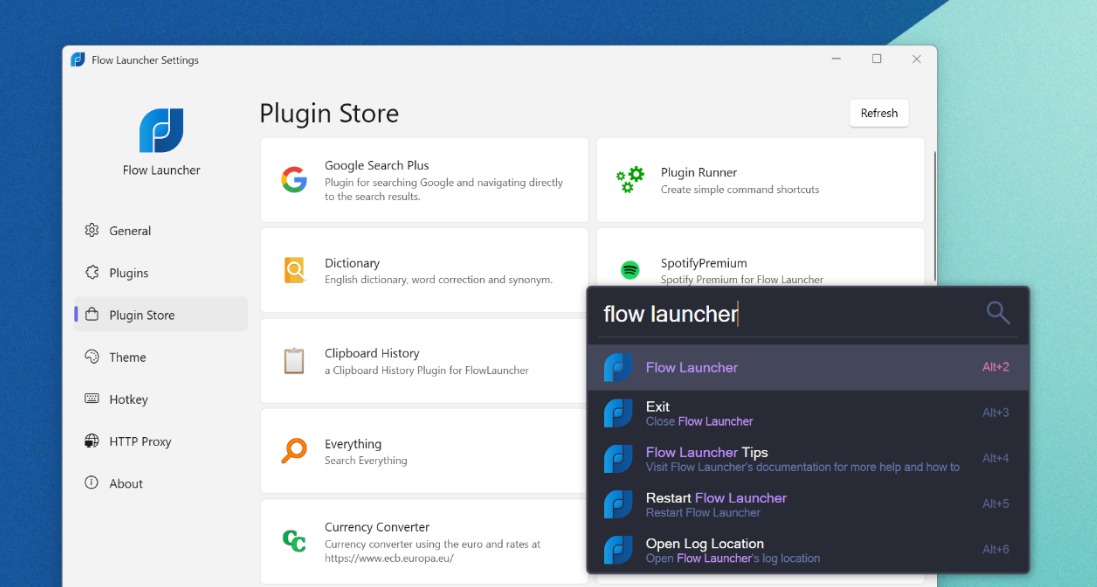 Flow Launcher Settings
Flow Launcher
General
Plugins
Plugin Store
Theme
Hotkey
HTTP Proxy
About
Plugin Store
Refresh
Google Search Plus
Plugin for searching Google and navigating directly
to the search results.
Plugin Runner
Create simple command shortcuts
Dictionary
English dictionary, word correction and synonym.
SpotifyPremium
Spotify Premium for Flow Launcher
Clipboard History
a Clipboard History Plugin for FlowLauncher
Everything
Search Everything
Currency Converter
Currency converter using the euro and rates at
https://www.ecb.europa.eu/
flow launcher
Flow Launcher Alt+2
Exit
Close Flow Launcher
Alt+3
Flow Launcher Tips
Visit Flow Launcher's documentation for more help and how to
Alt+4
Restart Flow Launcher
Restart Flow Launcher
Alt+5
Open Log Location
Open Flow Launcher's log location
Alt+6